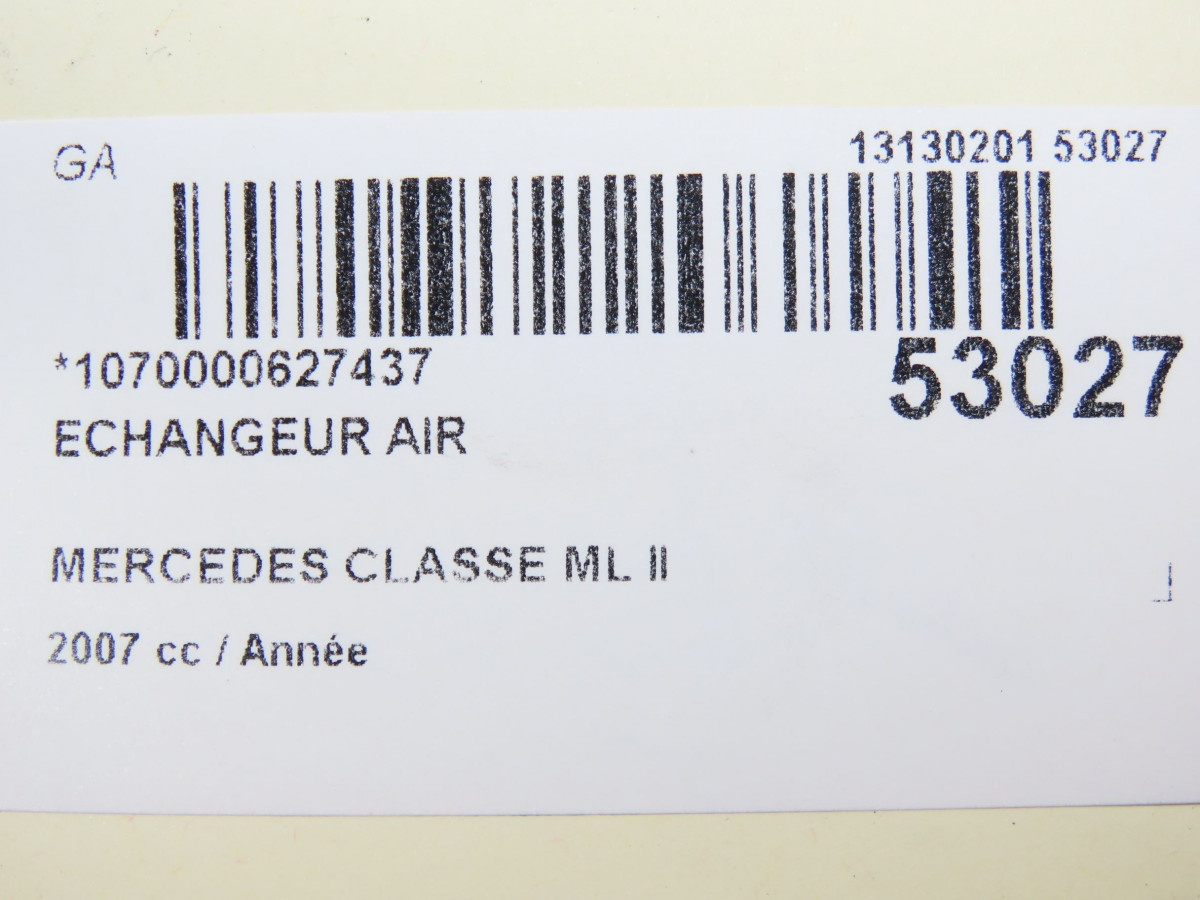 GA
13130201 53027
*1070000627437
53027
ECHANGEUR AIR
MERCEDES CLASSE ML II
2007 cc / Année